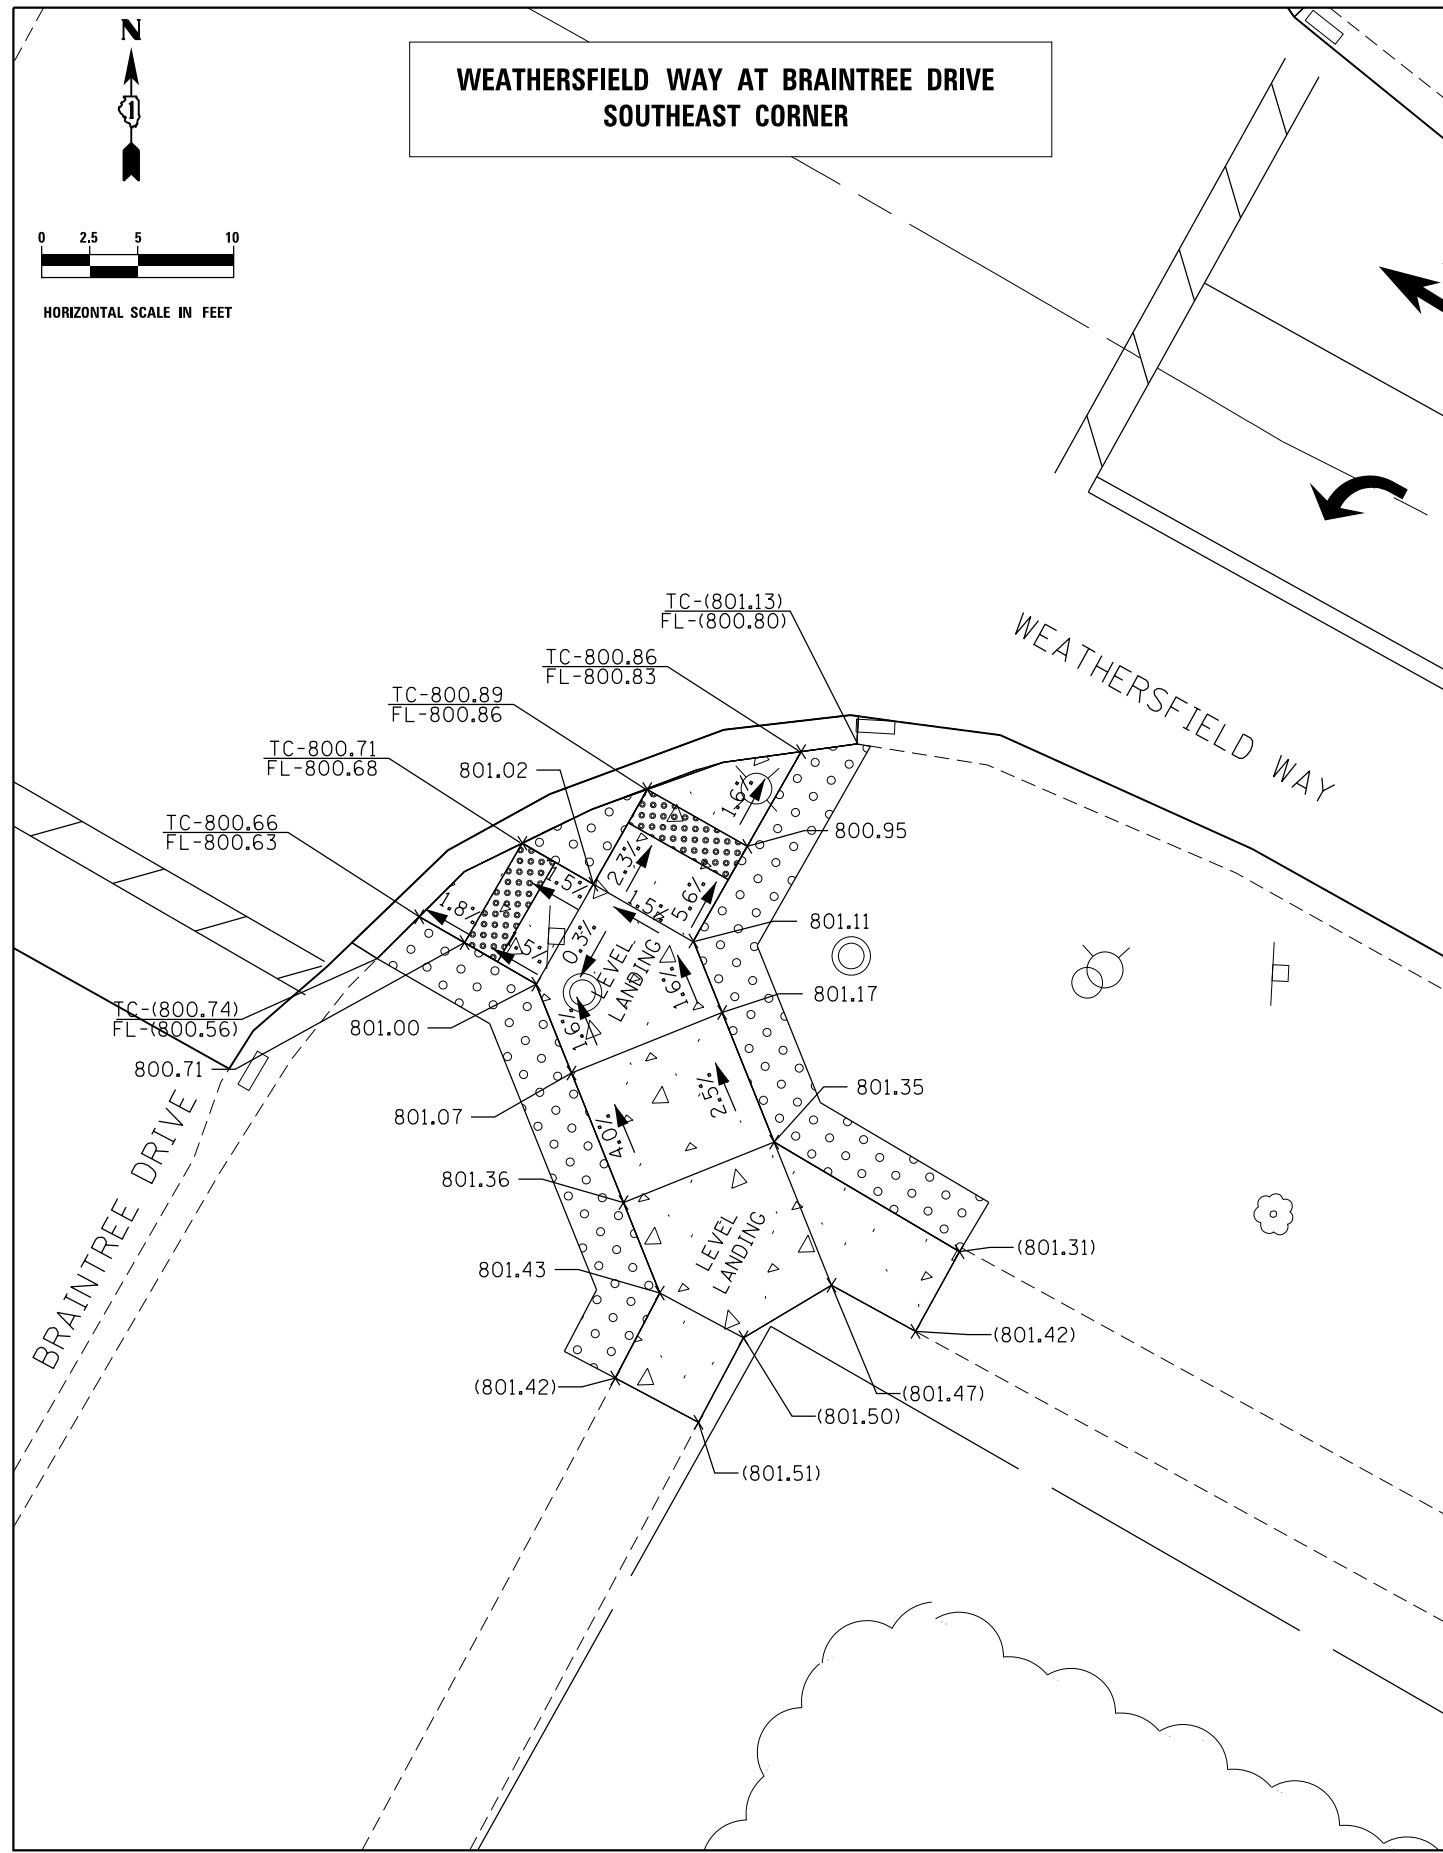 N
WEATHERSFIELD WAY AT BRAINTREE DRIVE
SOUTHEAST CORNER
1
0 2.5 5 10
HORIZONTAL SCALE IN FEET
TC-(801.13)
FL-(800.80)
WEATHERSFIELD WAY
TC-800.86
FL-800.83
TC-800.89
FL-800.86
TC-800.71
FL-800.68
801.02
TC-800.66
FL-800.63
1.6%
800.95
2.3%
1.5%
5.6%
1.5%
1.8%
801.11
1.5%
0.3%
LEVEL
LANDING
1.6%
801.17
TC-(800.74)
FL-(800.56)
801.00
1.6%
800.71
801.07
2.5%
801.35
4.0%
801.36
BRAINTREE DRIVE
LEVEL
LANDING
(801.31)
801.43
(801.42)
(801.42)
(801.47)
(801.50)
(801.51)